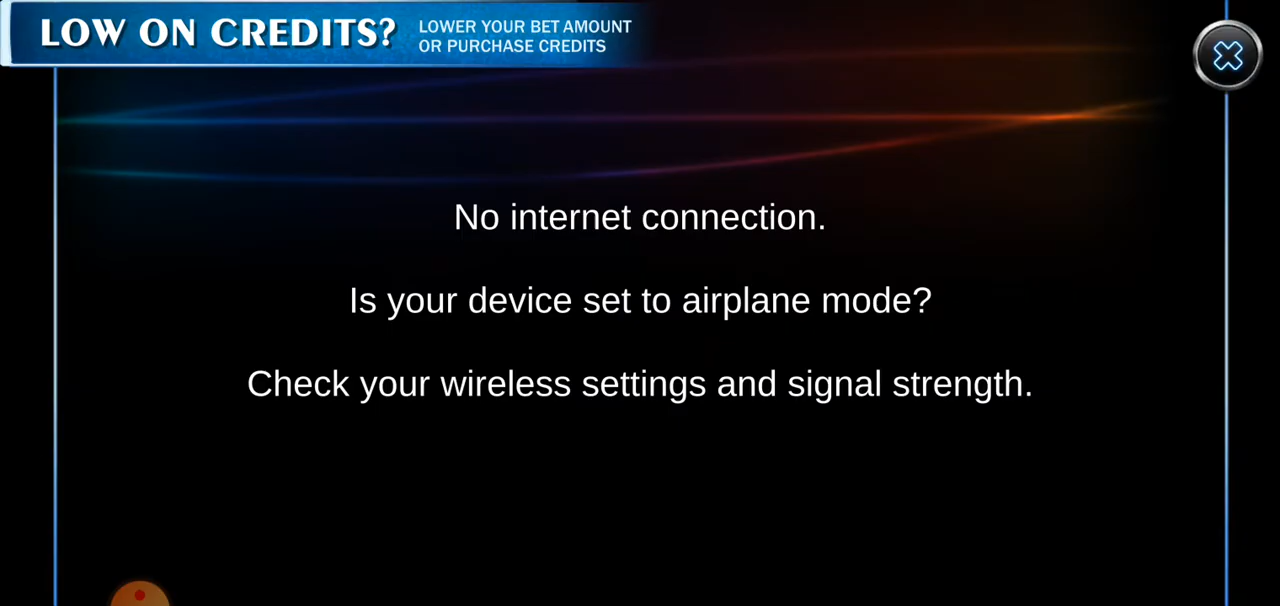 LOW ON CREDITS?
LOWER YOUR BET AMOUNT
OR PURCHASE CREDITS
No internet connection.
Is your device set to airplane mode?
Check your wireless settings and signal strength.